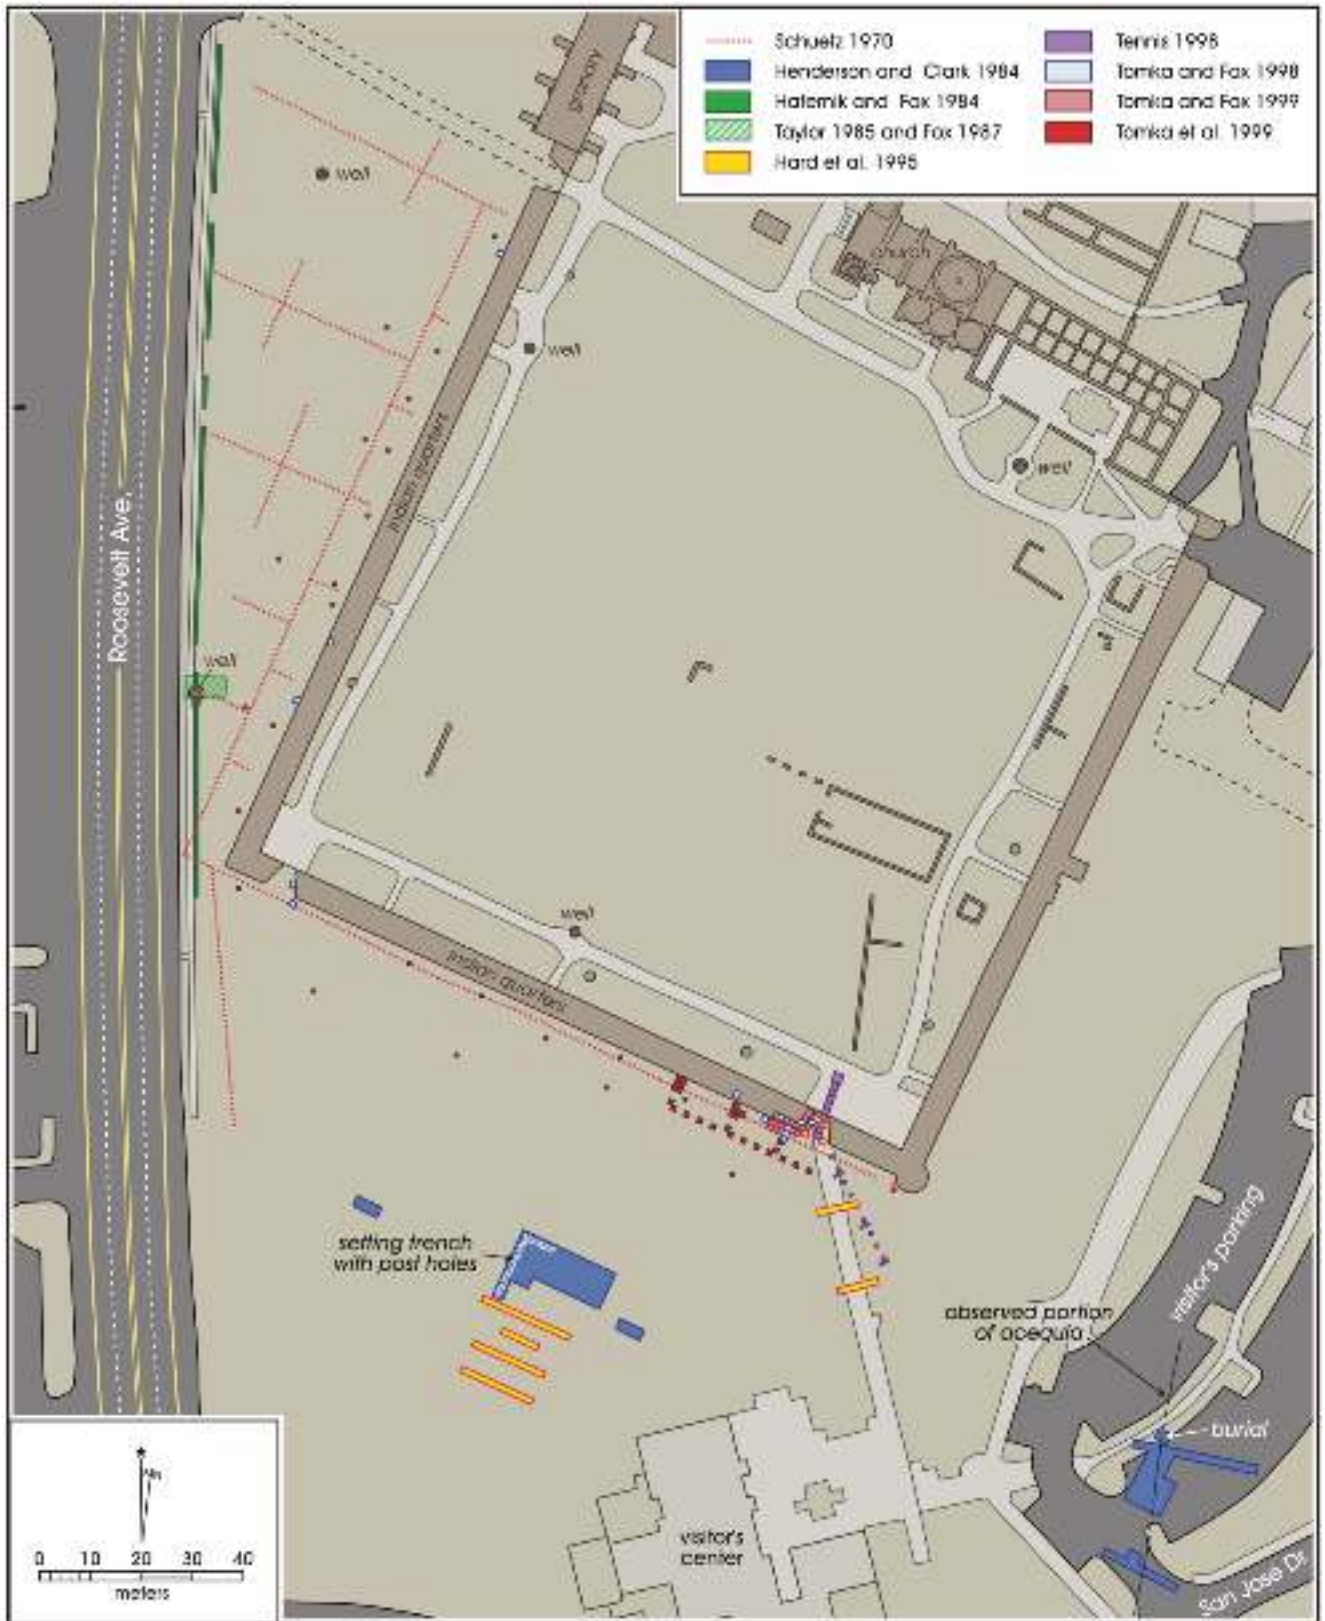 Schuetz 1970
Henderson and Clark 1984
Hafernik and Fox 1984
Taylor 1985 and Fox 1987
Hard et al. 1995
Tennis 1998
Tomka and Fox 1998
Tomka and Fox 1999
Tomka et al. 1999
granary
well
church
well
Indian quarters
well
Roosevelt Ave.
well
well
Indian quarters
setting trench
with post holes
visitor's parking
observed portion
of acequia
burial
visitor's
center
San Jose Dr.
MN
0 10 20 30 40
meters